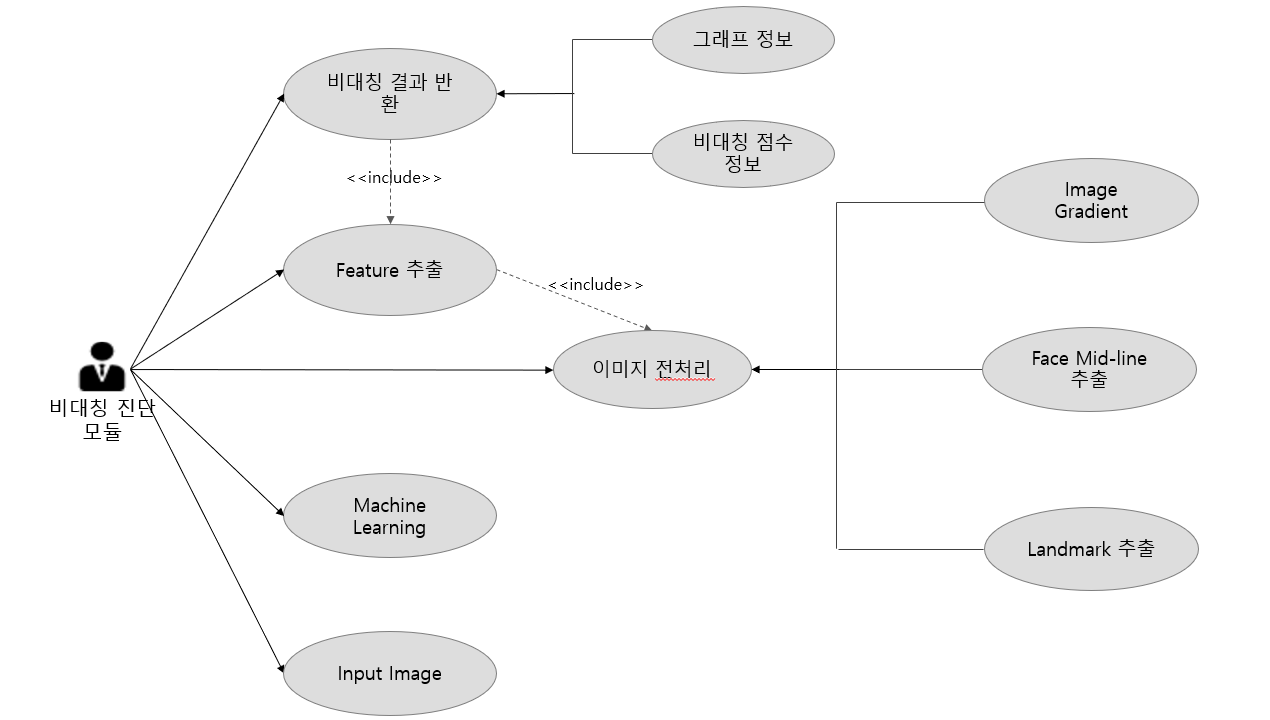 그래프 정보
비대칭 결과 반
환
비대칭 점수
정보
<<include>>
Image
Gradient
Feature 추출
<<include>>
이미지 전처리
Face Mid-line
추출
비대칭 진단
모듈
Machine
Learning
Landmark 추출
Input Image